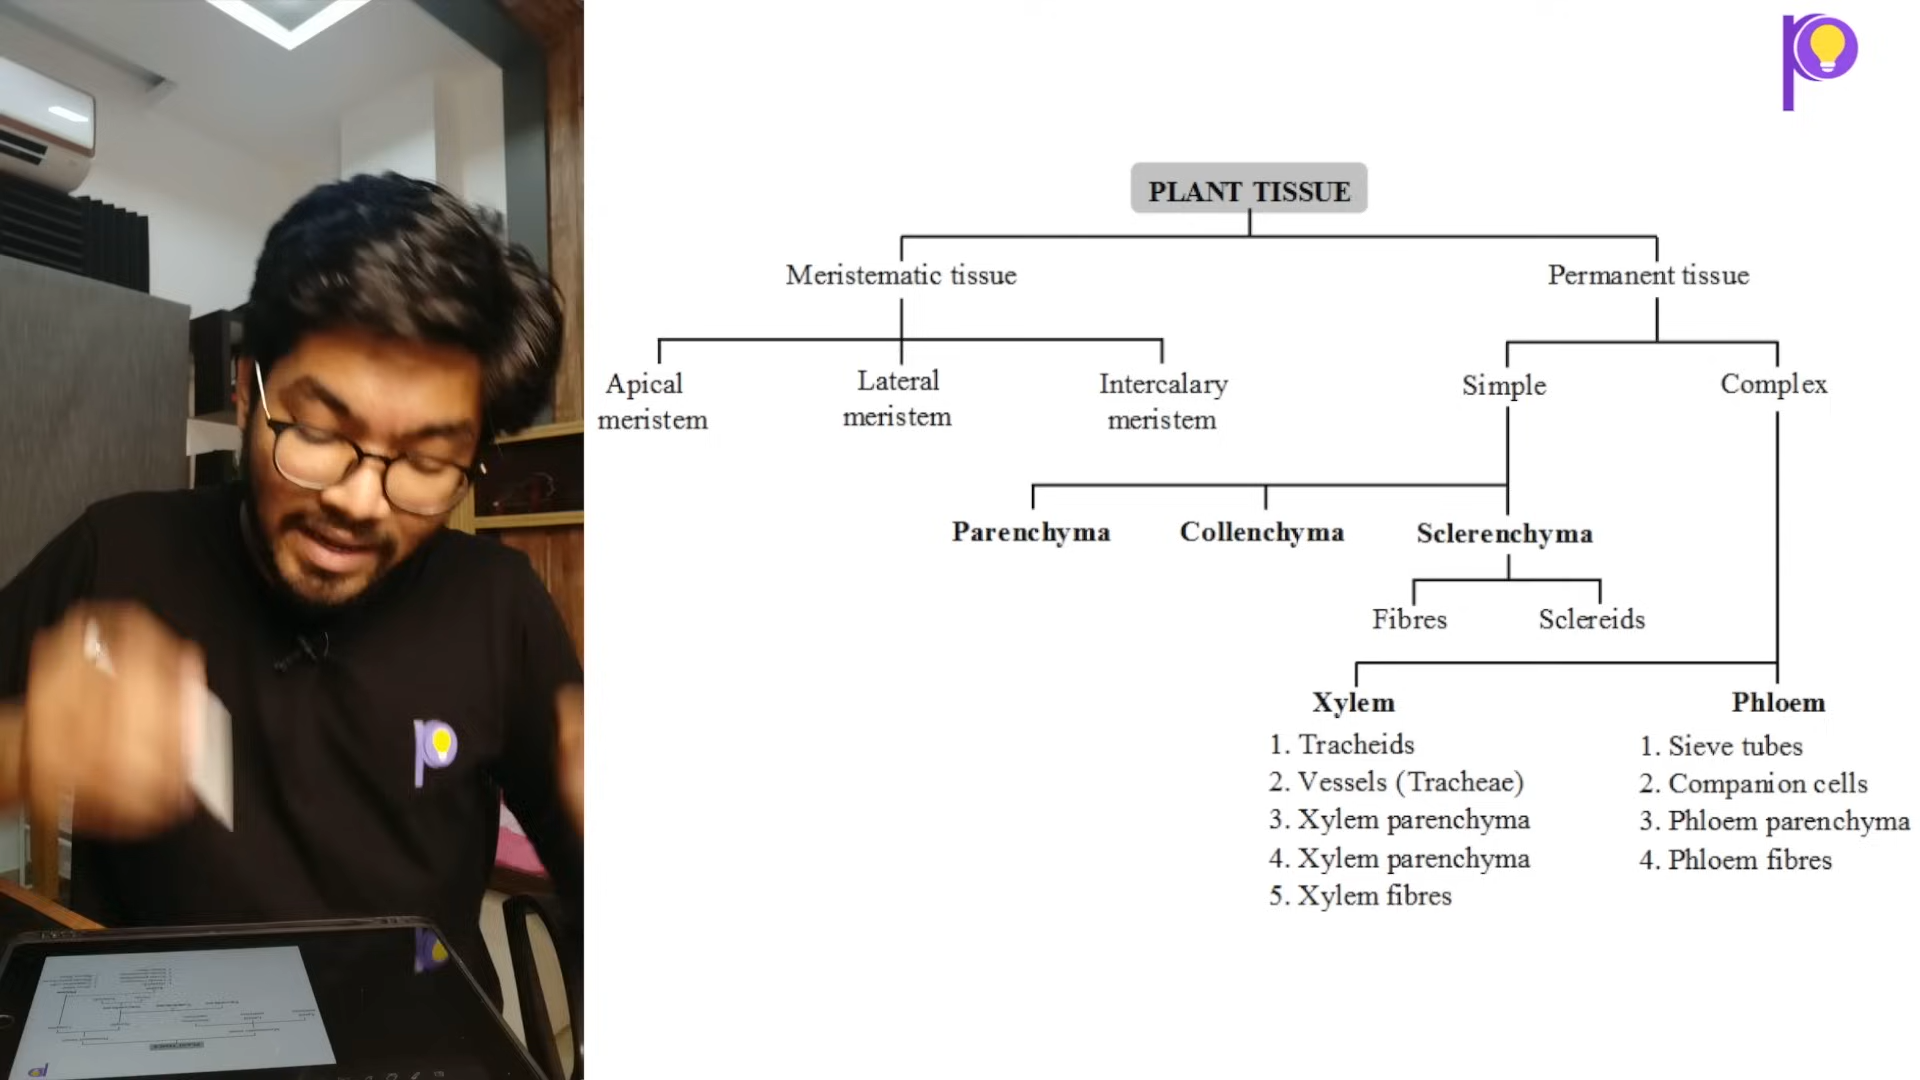 PLANT TISSUE
Meristematic tissue
Permanent tissue
Apical
meristem
Lateral
meristem
Intercalary
meristem
Simple
Complex
Parenchyma
Collenchyma
Sclerenchyma
Fibres
Sclereids
Xylem
1. Tracheids
2. Vessels (Tracheae)
3. Xylem parenchyma
4. Xylem parenchyma
5. Xylem fibres
Phloem
1. Sieve tubes
2. Companion cells
3. Phloem parenchyma
4. Phloem fibres